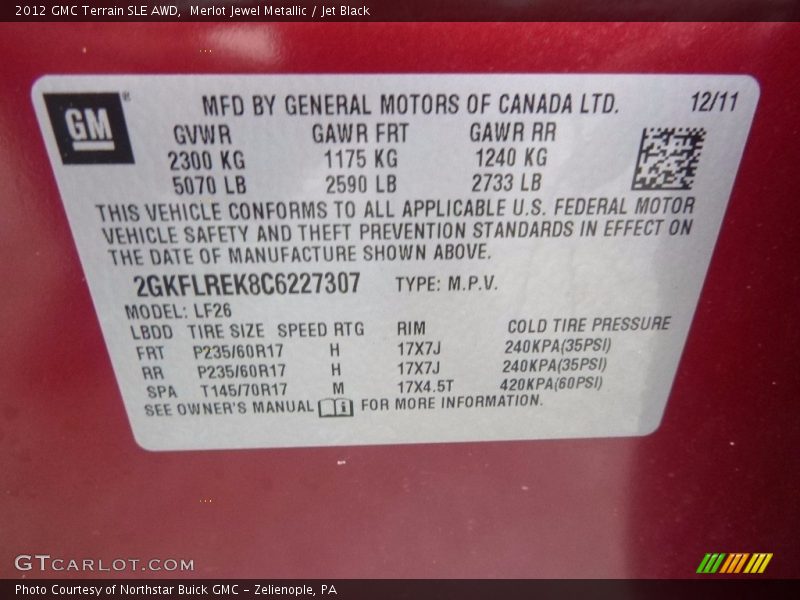 2012 GMC Terrain SLE AWD,  Merlot Jewel Metallic / Jet Black
GM®
MFD BY GENERAL MOTORS OF CANADA LTD. 12/11
GVWR GAWR FRT GAWR RR
2300 KG 1175 KG 1240 KG
5070 LB 2590 LB 2733 LB
THIS VEHICLE CONFORMS TO ALL APPLICABLE U.S. FEDERAL MOTOR
VEHICLE SAFETY AND THEFT PREVENTION STANDARDS IN EFFECT ON
THE DATE OF MANUFACTURE SHOWN ABOVE.
2GKFLREK8C6227307 TYPE: M.P.V.
MODEL: LF26
LBDD TIRE SIZE SPEED RTG RIM COLD TIRE PRESSURE
FRT P235/60R17 H 17X7J 240KPA(35PSI)
RR P235/60R17 H 17X7J 240KPA(35PSI)
SPA T145/70R17 M 17X4.5T 420KPA(60PSI)
SEE OWNER'S MANUAL i FOR MORE INFORMATION.
GTCARLOT.COM
Photo Courtesy of Northstar Buick GMC - Zelienople, PA